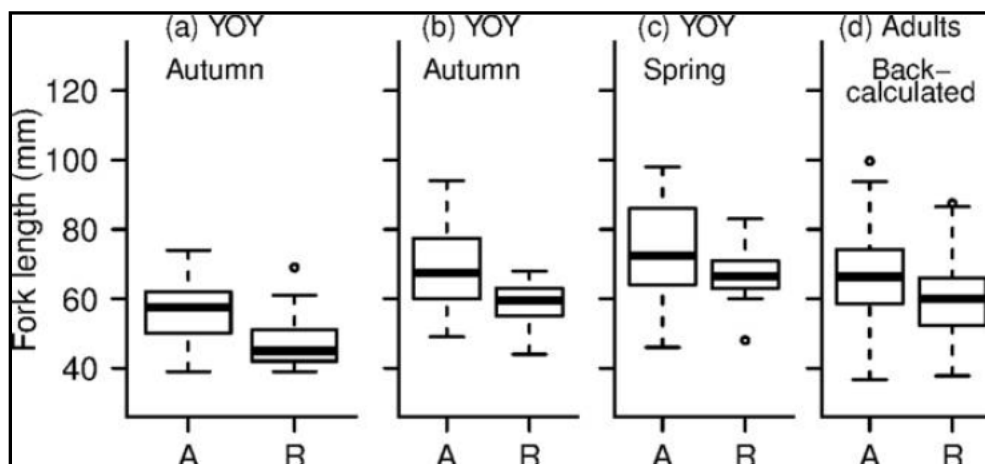 (a) YOY
Autumn
(b) YOY
Autumn
(c) YOY
Spring
(d) Adults
Back–
calculated
Fork length (mm)
120
100
80
60
40
A R
A R
A R
A R